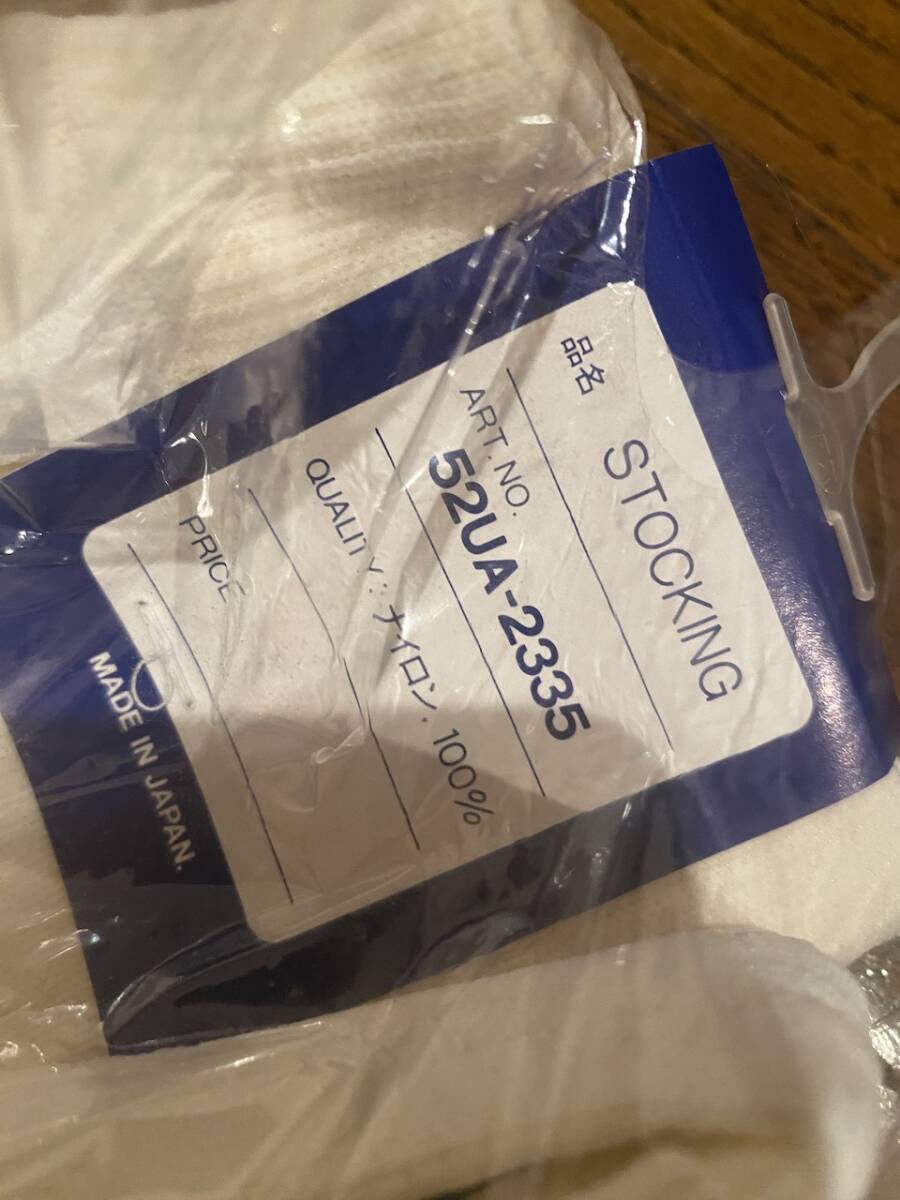 品名
STOCKING
ART.NO.
52UA-2335
QUALITY: ナイロン. 100%
PRICE
MADE IN JAPAN.